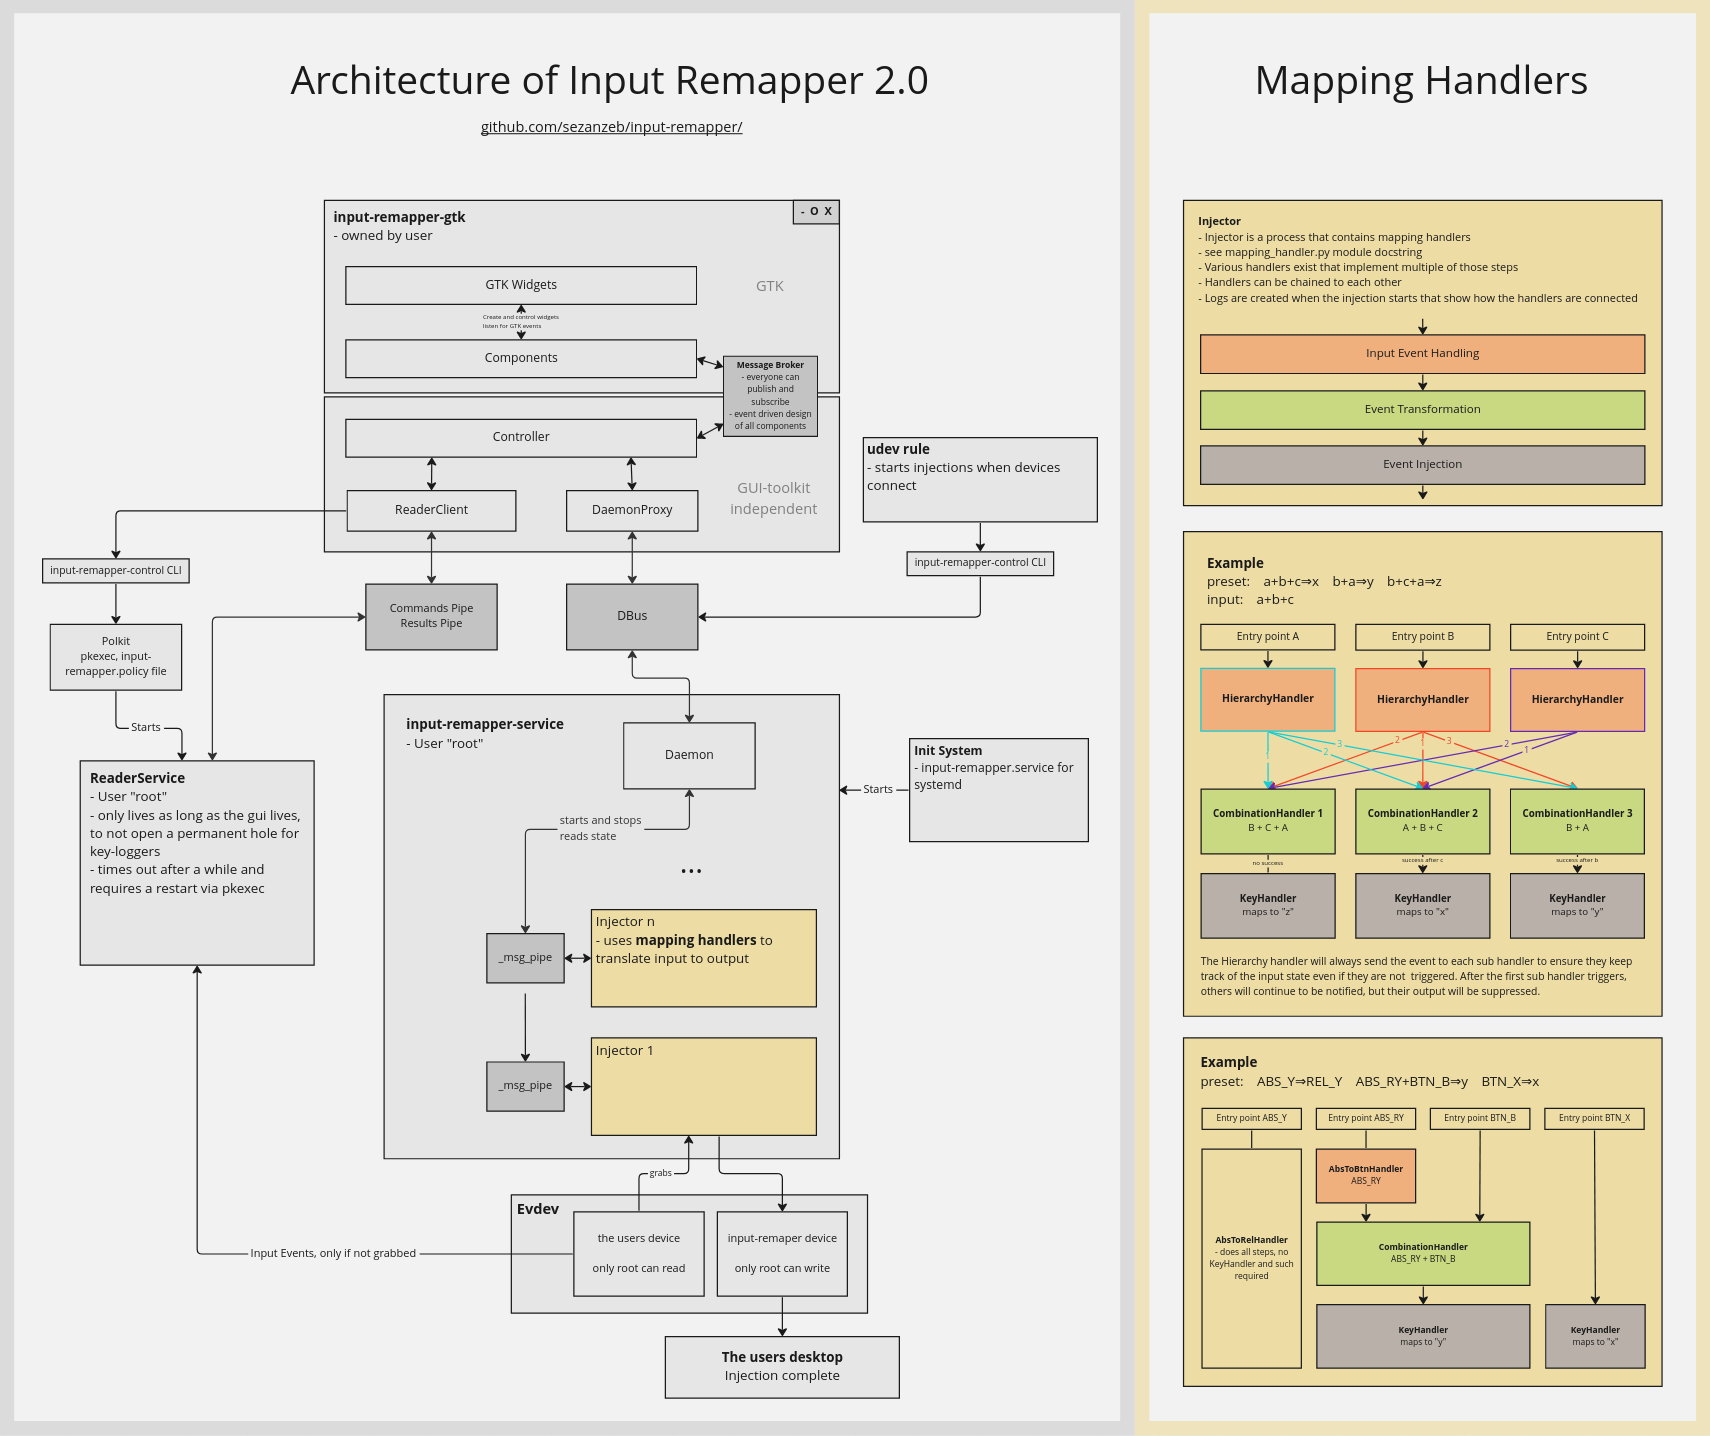 Architecture of Input Remapper 2.0
github.com/sezanzeb/input-remapper/
input-remapper-gtk
- owned by user
- O X
GTK Widgets
GTK
Create and control widgets
listen for GTK events
Components
Message Broker
- everyone can
publish and
subscribe
- event driven design
of all components
Controller
ReaderClient
DaemonProxy
GUI-toolkit
independent
udev rule
- starts injections when devices
connect
input-remapper-control CLI
input-remapper-control CLI
Commands Pipe
Results Pipe
DBus
Polkit
pkexec, input-
remapper.policy file
Starts
ReaderService
- User "root"
- only lives as long as the gui lives,
to not open a permanent hole for
key-loggers
- times out after a while and
requires a restart via pkexec
input-remapper-service
- User "root"
Daemon
Init System
- input-remapper.service for
systemd
Starts
starts and stops
reads state
...
Injector n
- uses mapping handlers to
translate input to output
_msg_pipe
Injector 1
_msg_pipe
grabs
Evdev
the users device
only root can read
input-remaper device
only root can write
Input Events, only if not grabbed
The users desktop
Injection complete
Mapping Handlers
Injector
- Injector is a process that contains mapping handlers
- see mapping_handler.py module docstring
- Various handlers exist that implement multiple of those steps
- Handlers can be chained to each other
- Logs are created when the injection starts that show how the handlers are connected
Input Event Handling
Event Transformation
Event Injection
Example
preset: a+b+c⇒x b+a⇒y b+c+a⇒z
input: a+b+c
Entry point A
Entry point B
Entry point C
HierarchyHandler
HierarchyHandler
HierarchyHandler
2
3
2
3
2
1
CombinationHandler 1
B + C + A
CombinationHandler 2
A + B + C
CombinationHandler 3
B + A
no success
success after c
success after b
KeyHandler
maps to "z"
KeyHandler
maps to "x"
KeyHandler
maps to "y"
The Hierarchy handler will always send the event to each sub handler to ensure they keep
track of the input state even if they are not triggered. After the first sub handler triggers,
others will continue to be notified, but their output will be suppressed.
Example
preset: ABS_Y⇒REL_Y ABS_RY+BTN_B⇒y BTN_X⇒x
Entry point ABS_Y
Entry point ABS_RY
Entry point BTN_B
Entry point BTN_X
AbsToBtnHandler
ABS_RY
AbsToRelHandler
- does all steps, no
KeyHandler and such
required
CombinationHandler
ABS_RY + BTN_B
KeyHandler
maps to "y"
KeyHandler
maps to "x"